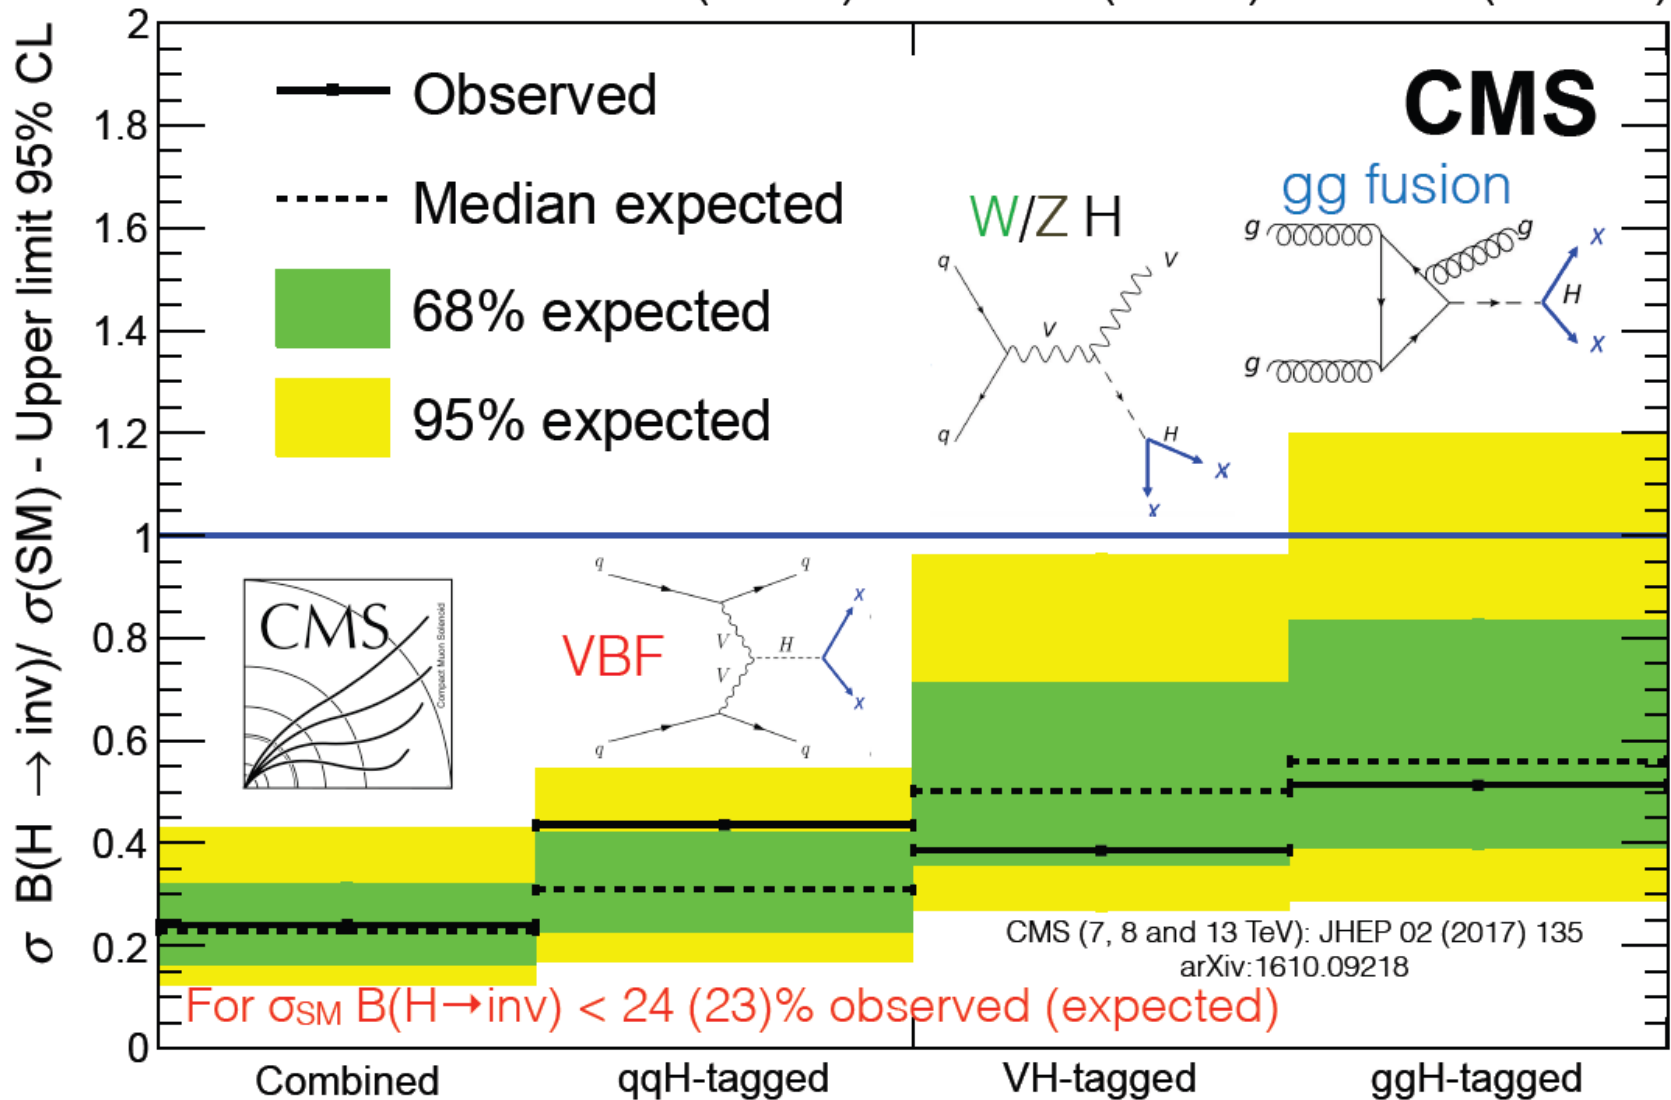 2
1.8
1.6
1.4
1.2
1
0.8
0.6
0.4
0.2
0
σ B(H → inv)/ σ(SM) - Upper limit 95% CL
Observed
Median expected
68% expected
95% expected
CMS
W/Z H
q
q
V
V
H
X
X
gg fusion
g
g
g
H
X
X
CMS
Compact Muon Solenoid
VBF
q
q
V
V
H
X
X
q
q
CMS (7, 8 and 13 TeV): JHEP 02 (2017) 135
arXiv:1610.09218
For σSM B(H→inv) < 24 (23)% observed (expected)
Combined
qqH-tagged
VH-tagged
ggH-tagged